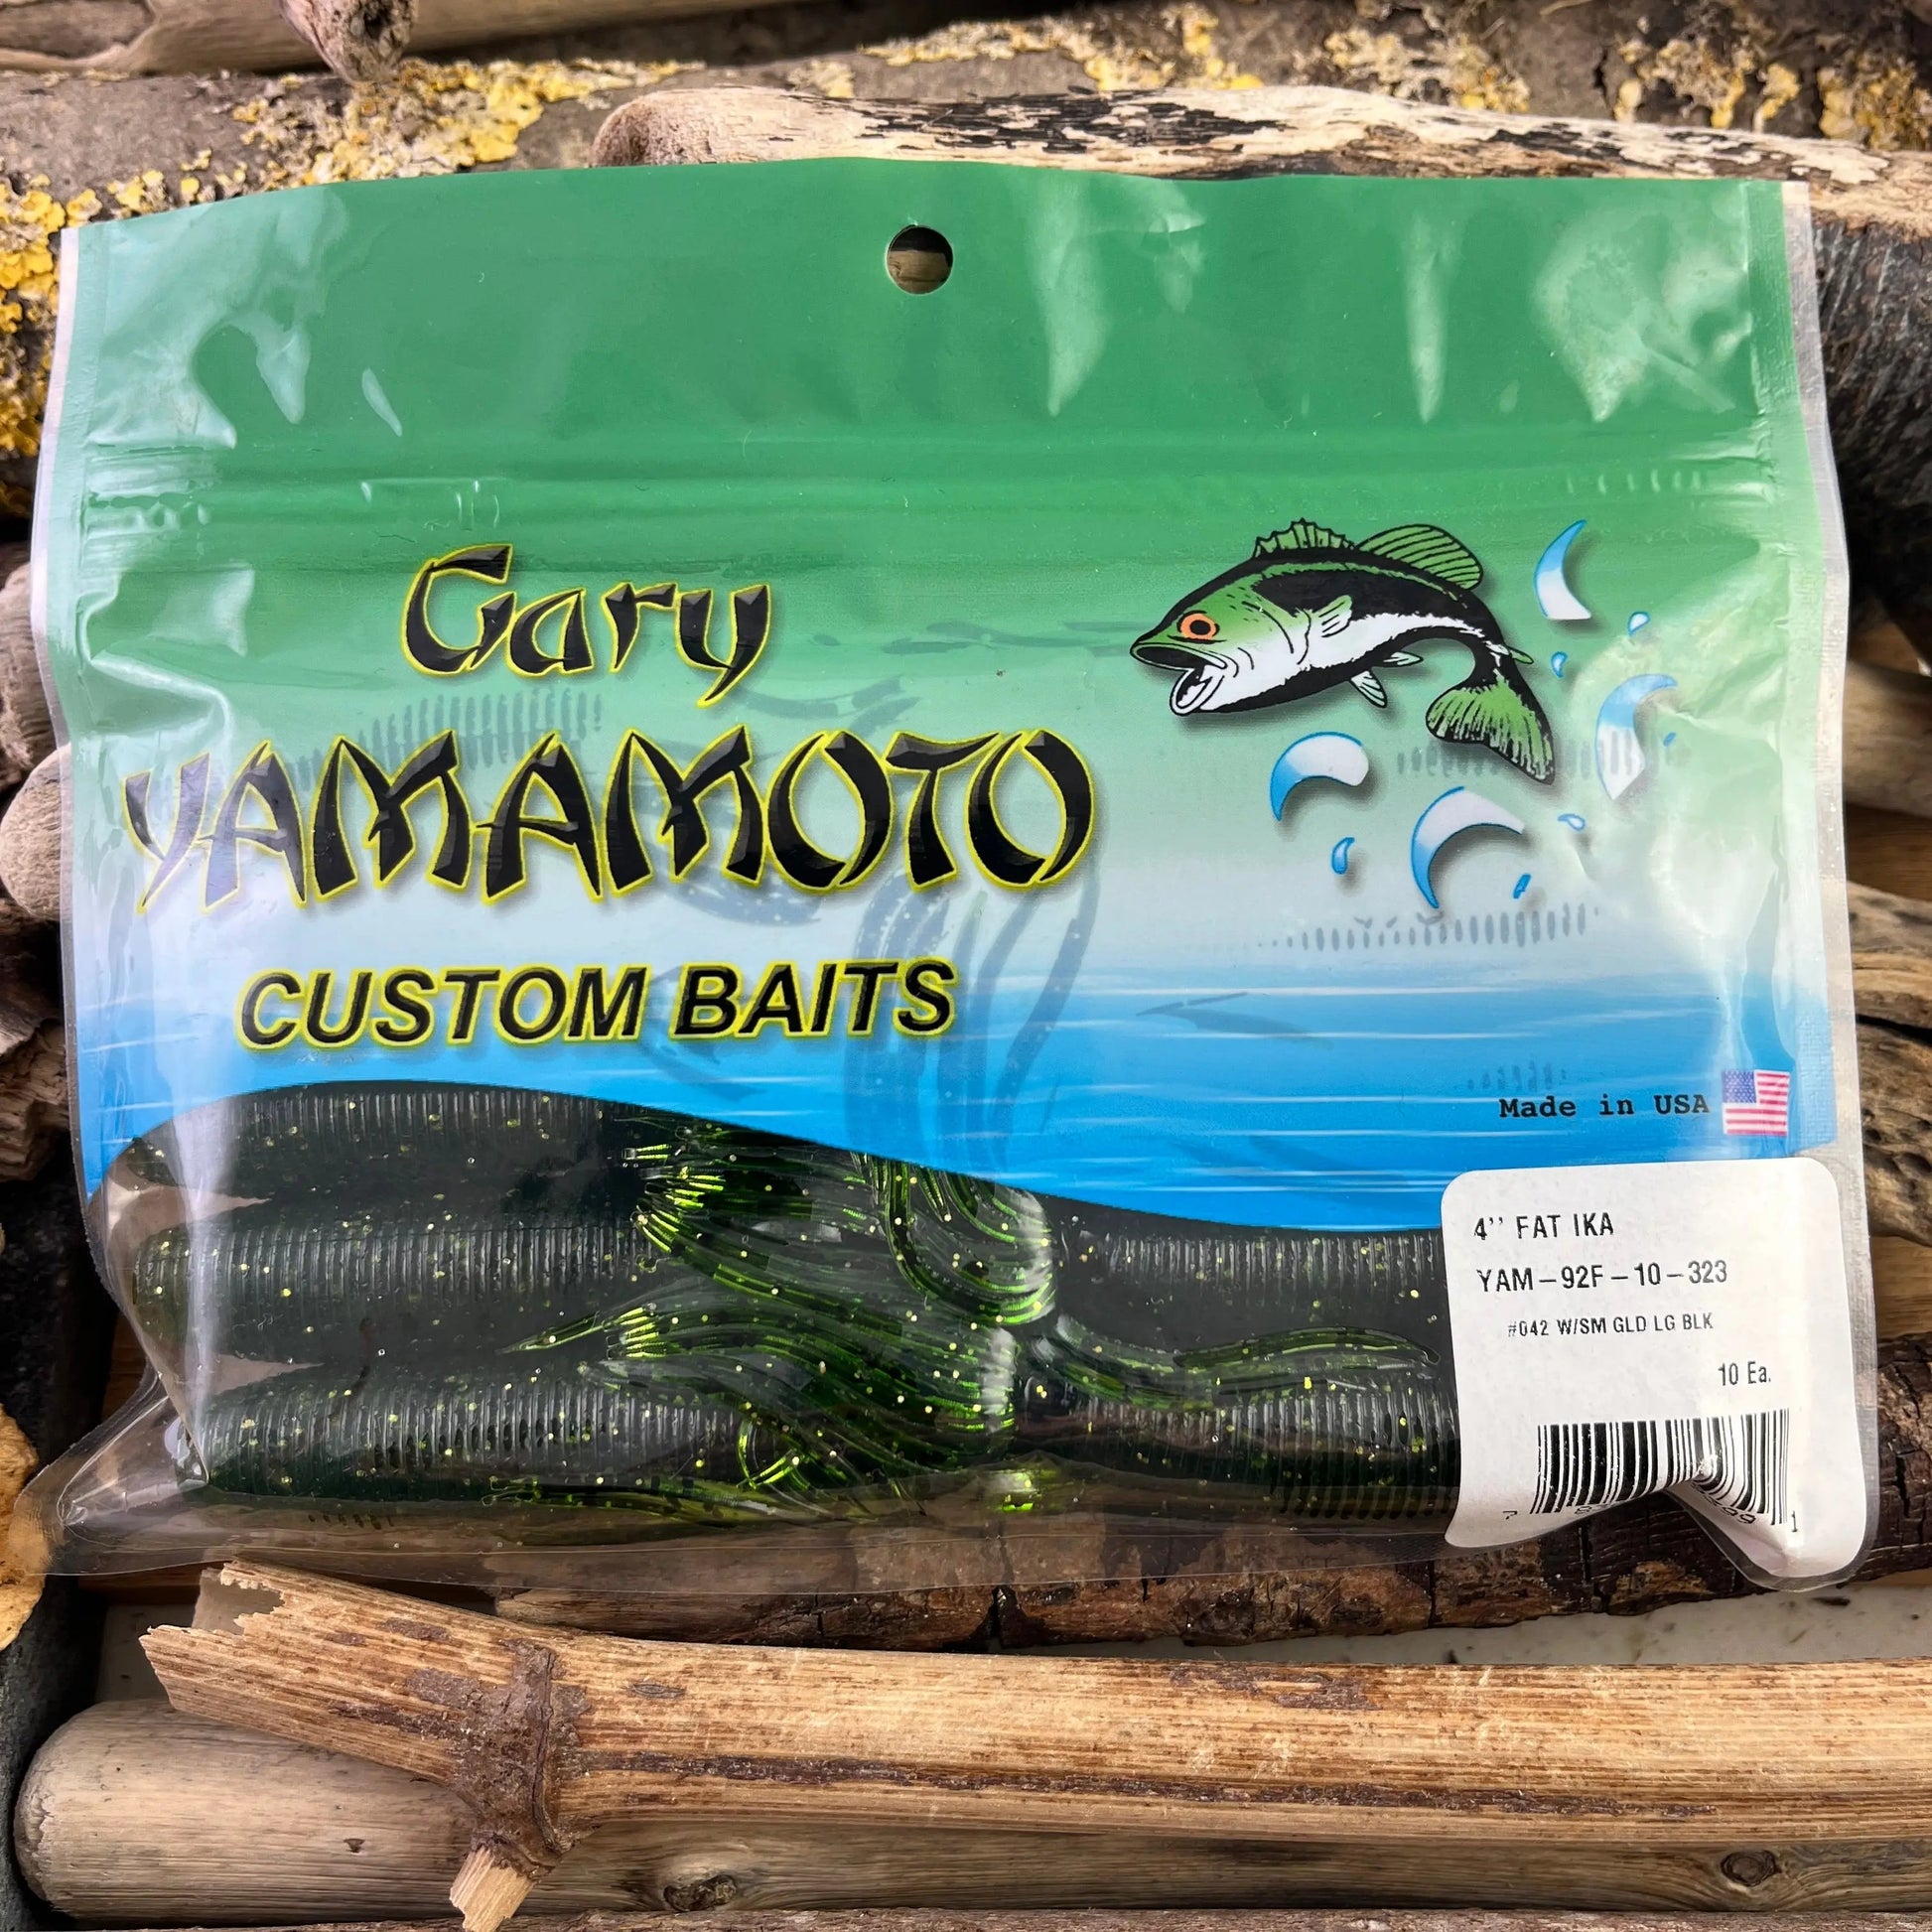 Gary
YAMAMOTO
CUSTOM BAITS
Made in USA
4'' FAT IKA
YAM-92F-10-323
#042 W/SM GLD LG BLK
10 Ea.